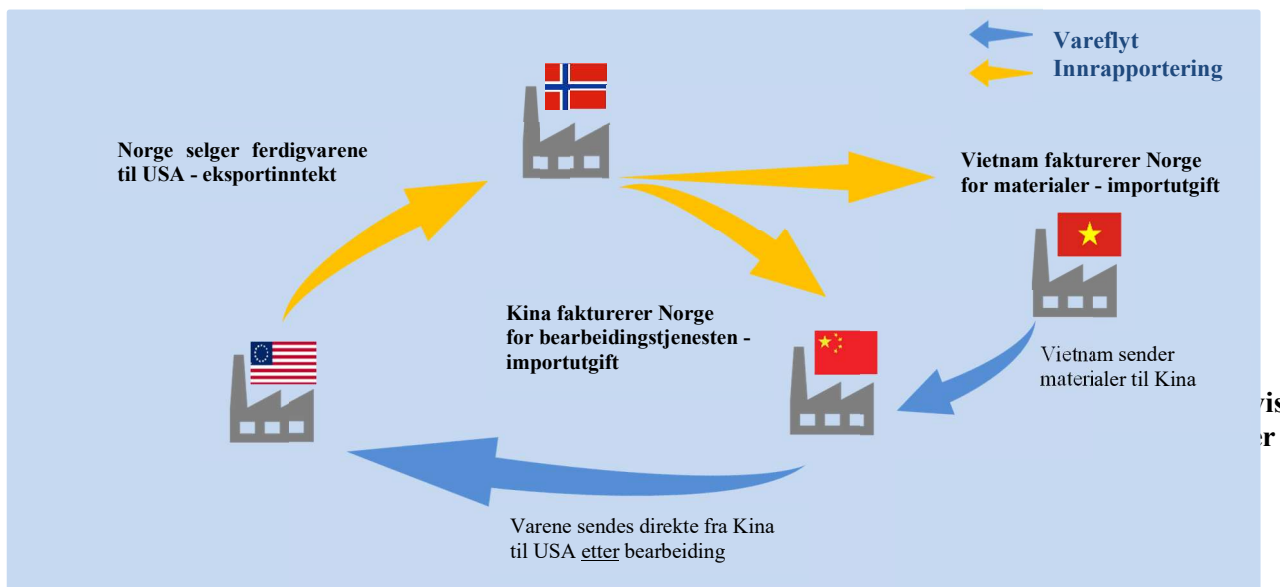 Vareflyt
Innrapportering
Norge selger ferdigvarene
til USA - eksportinntekt
Vietnam fakturerer Norge
for materialer - importutgift
Kina fakturerer Norge
for bearbeidingstjenesten -
importutgift
Vietnam sender
materialer til Kina
Varene sendes direkte fra Kina
til USA etter bearbeiding